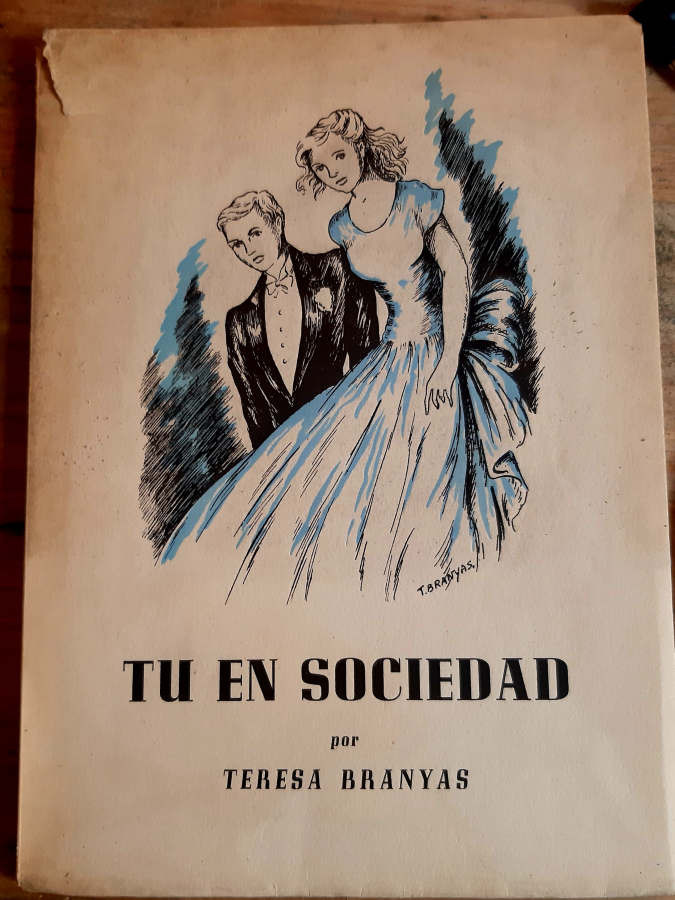 T. BRANYAS.
TU EN SOCIEDAD
por
TERESA BRANYAS